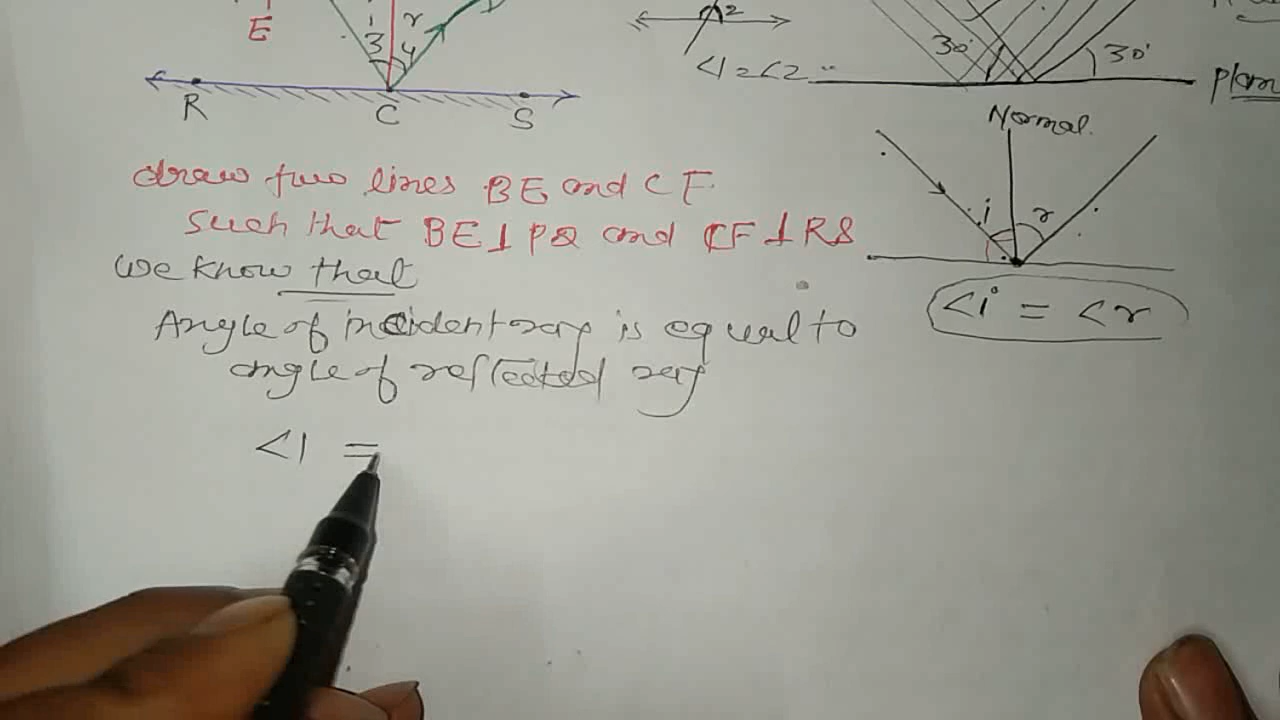 E
i r
3 4
R C S
2
<1 = <2
30° 30°
Normal.
draw two lines BE and CF.
Such that BE⊥PQ and CF⊥RS
We know that
i r
Angle of incident ray is equal to
angle of reflected ray
<i = <r
<1 =